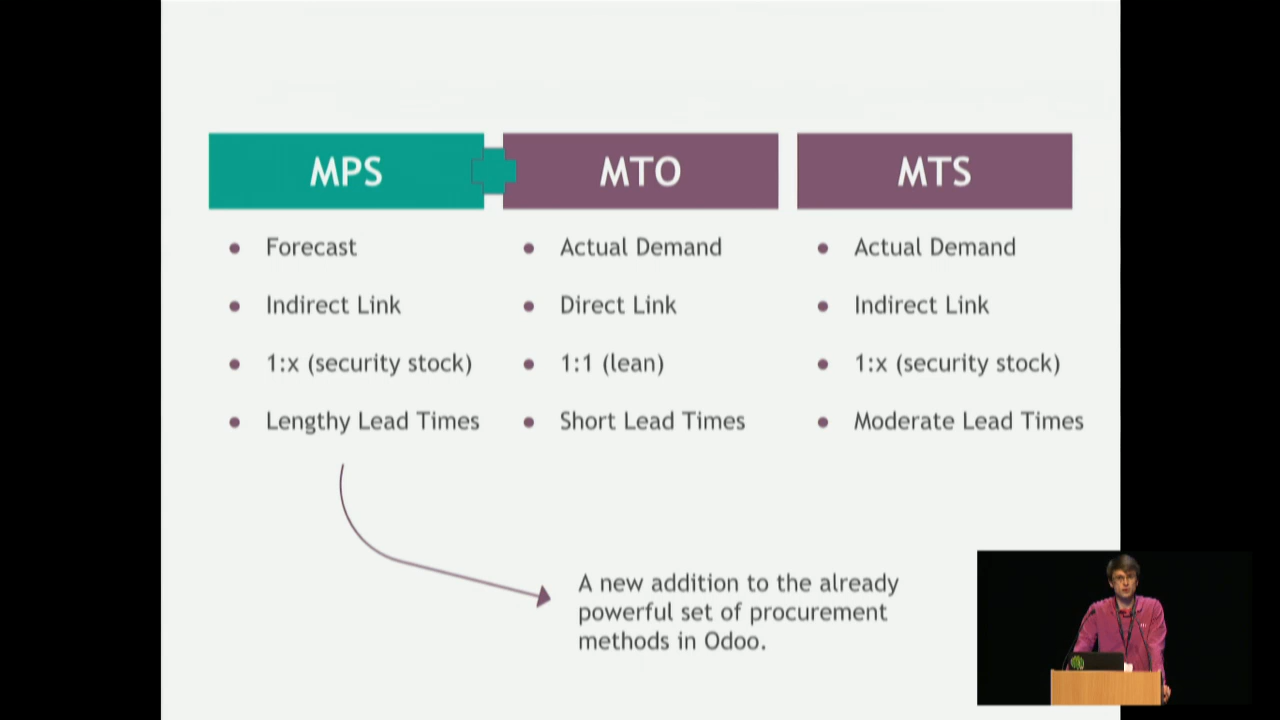 MPS
Forecast
Indirect Link
1:x (security stock)
Lengthy Lead Times
MTO
Actual Demand
Direct Link
1:1 (lean)
Short Lead Times
MTS
Actual Demand
Indirect Link
1:x (security stock)
Moderate Lead Times
A new addition to the already
powerful set of procurement
methods in Odoo.